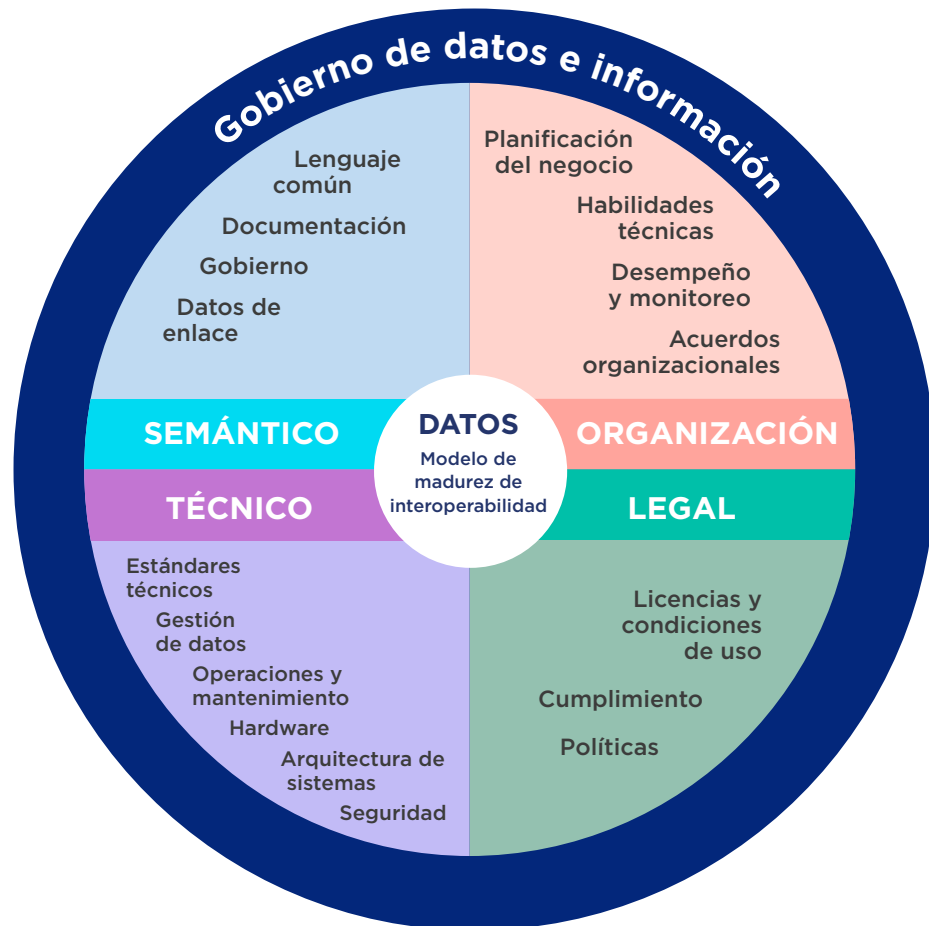 Gobierno de datos e información
Lenguaje
común
Documentación
Gobierno
Datos de
enlace
Planificación
del negocio
Habilidades
técnicas
Desempeño
y monitoreo
Acuerdos
organizacionales
SEMÁNTICO
ORGANIZACIÓN
DATOS
Modelo de
madurez de
interoperabilidad
TÉCNICO
LEGAL
Estándares
técnicos
Gestión
de datos
Operaciones y
mantenimiento
Hardware
Arquitectura de
sistemas
Seguridad
Licencias y
condiciones
de uso
Cumplimiento
Políticas